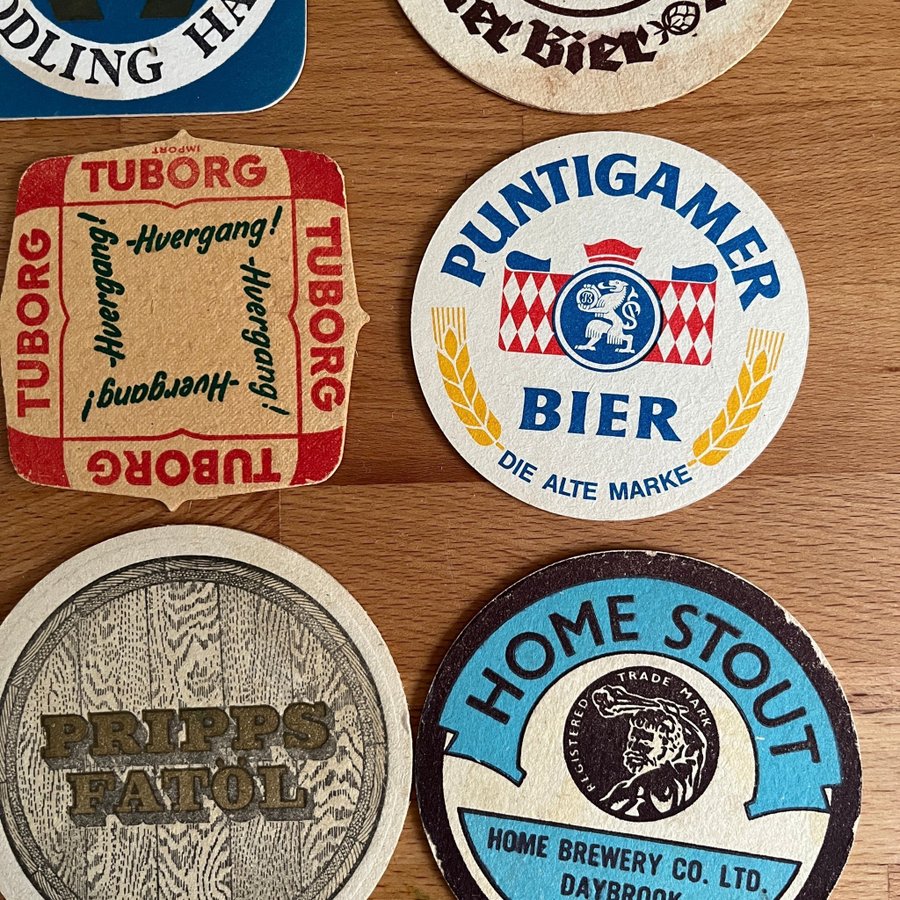 DLING HA
Bier
TUBORG
IMPORT
TUBORG
TUBORG
TUBORG
-Hvergang!
-Hvergang!
-Hvergang!
-Hvergang!
PUNTIGAMER
BIER
DIE ALTE MARKE
PRIPPS
FATÖL
HOME STOUT
REGISTERED TRADE MARK
HOME BREWERY CO. LTD.
DAYBROOK